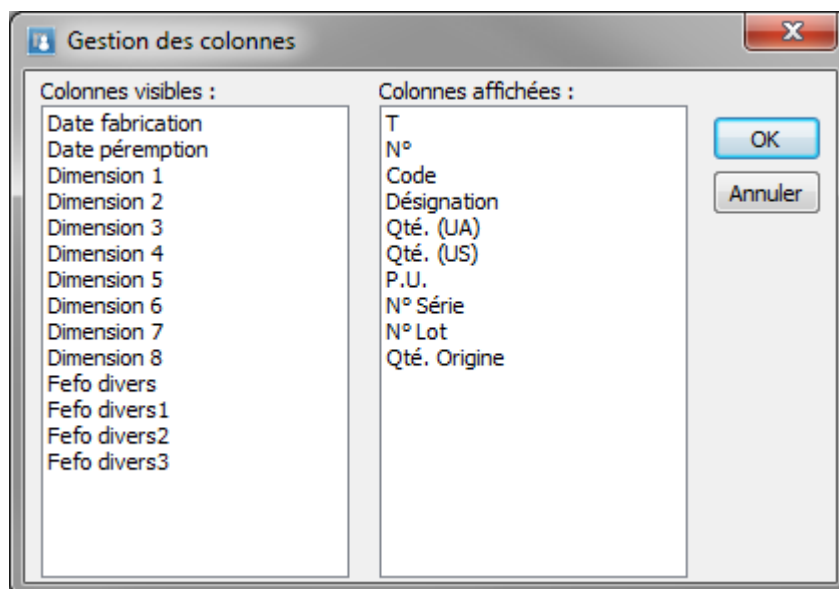 Gestion des colonnes
Colonnes visibles :
Date fabrication
Date péremption
Dimension 1
Dimension 2
Dimension 3
Dimension 4
Dimension 5
Dimension 6
Dimension 7
Dimension 8
Fefo divers
Fefo divers1
Fefo divers2
Fefo divers3
Colonnes affichées :
T
N°
Code
Désignation
Qté. (UA)
Qté. (US)
P.U.
N° Série
N° Lot
Qté. Origine
OK
Annuler